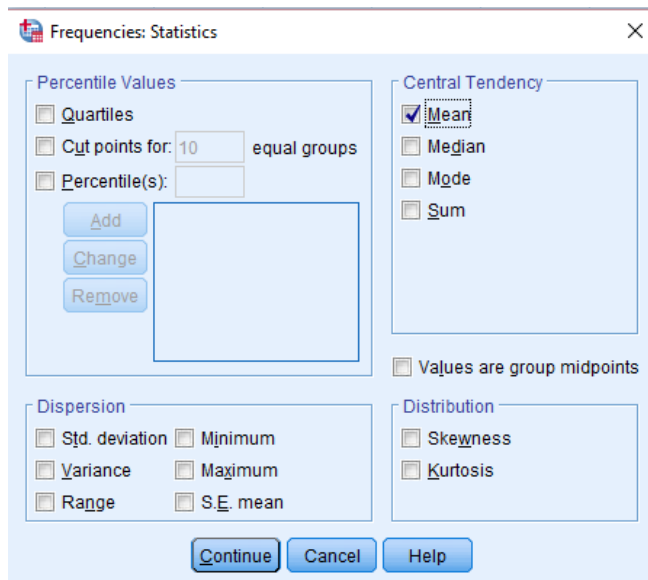 Frequencies: Statistics
Percentile Values
Quartiles
Cut points for: 10 equal groups
Percentile(s):
Add
Change
Remove
Central Tendency
Mean
Median
Mode
Sum
Values are group midpoints
Dispersion
Std. deviation Minimum
Variance Maximum
Range S.E. mean
Distribution
Skewness
Kurtosis
Continue Cancel Help